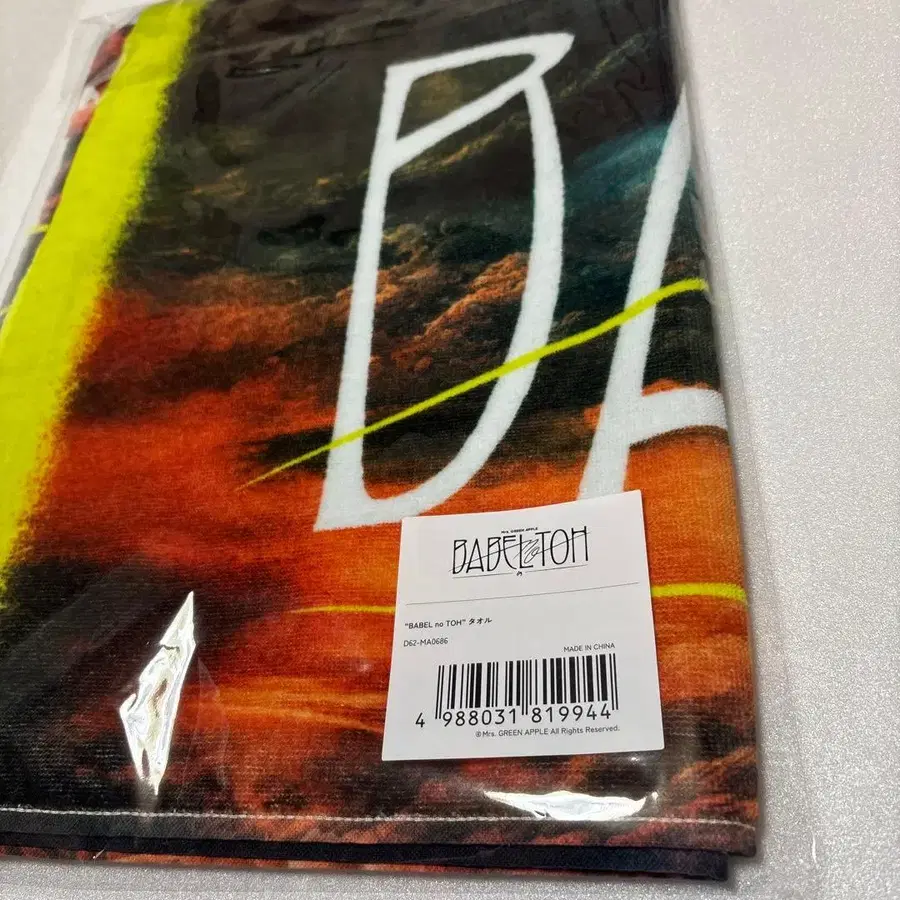 BA
Mrs. GREEN APPLE
BABEL no TOH
の
"BABEL no TOH" タオル
D62-MA0686
MADE IN CHINA
4 988031 819944
©Mrs. GREEN APPLE All Rights Reserved.